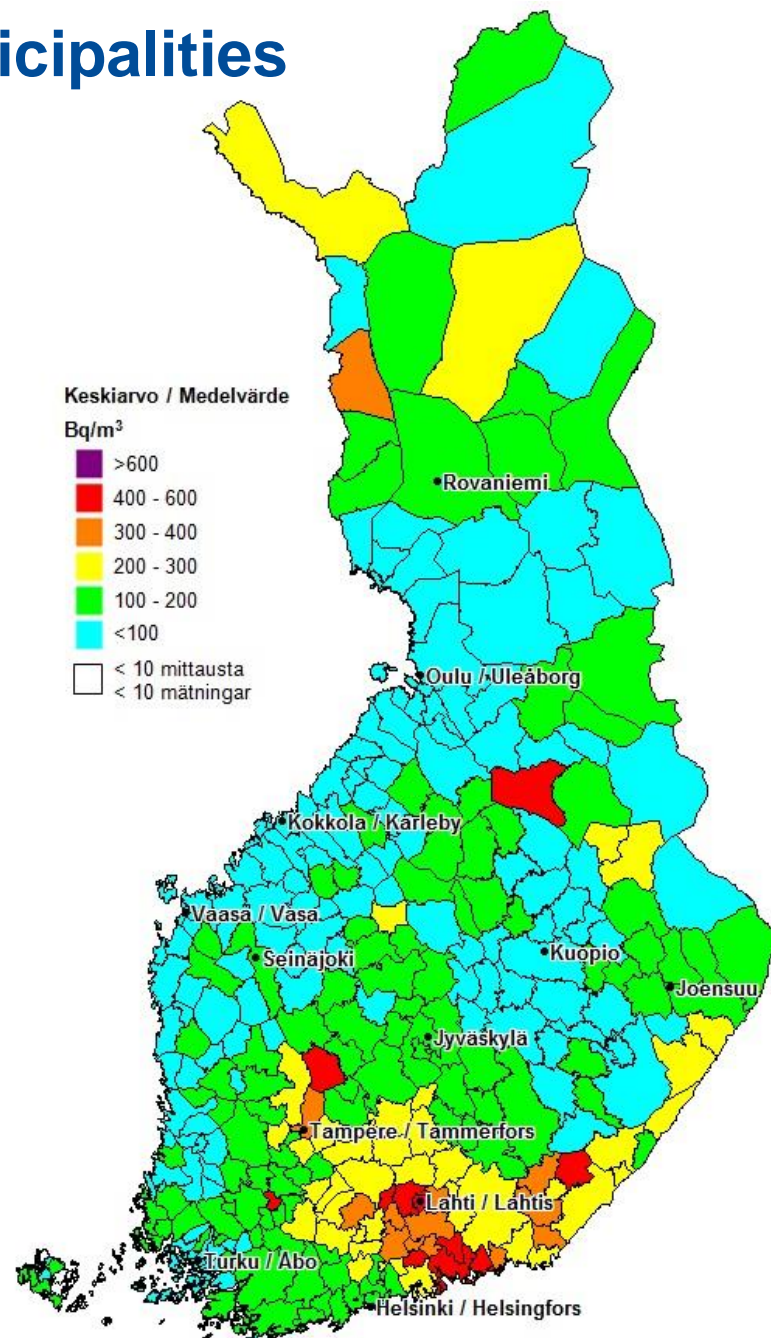 icipalities
Keskiarvo / Medelvärde
Bq/m³
>600
400 - 600
300 - 400
200 - 300
100 - 200
<100
< 10 mittausta
< 10 mätningar
Rovaniemi
Oulu / Uleåborg
Kokkola / Karleby
Vaasa / Vasa
Seinäjoki
Kuopio
Joensuu
Jyväskylä
Tampere / Tammerfors
Lahti / Lahtis
Turku / Åbo
Helsinki / Helsingfors